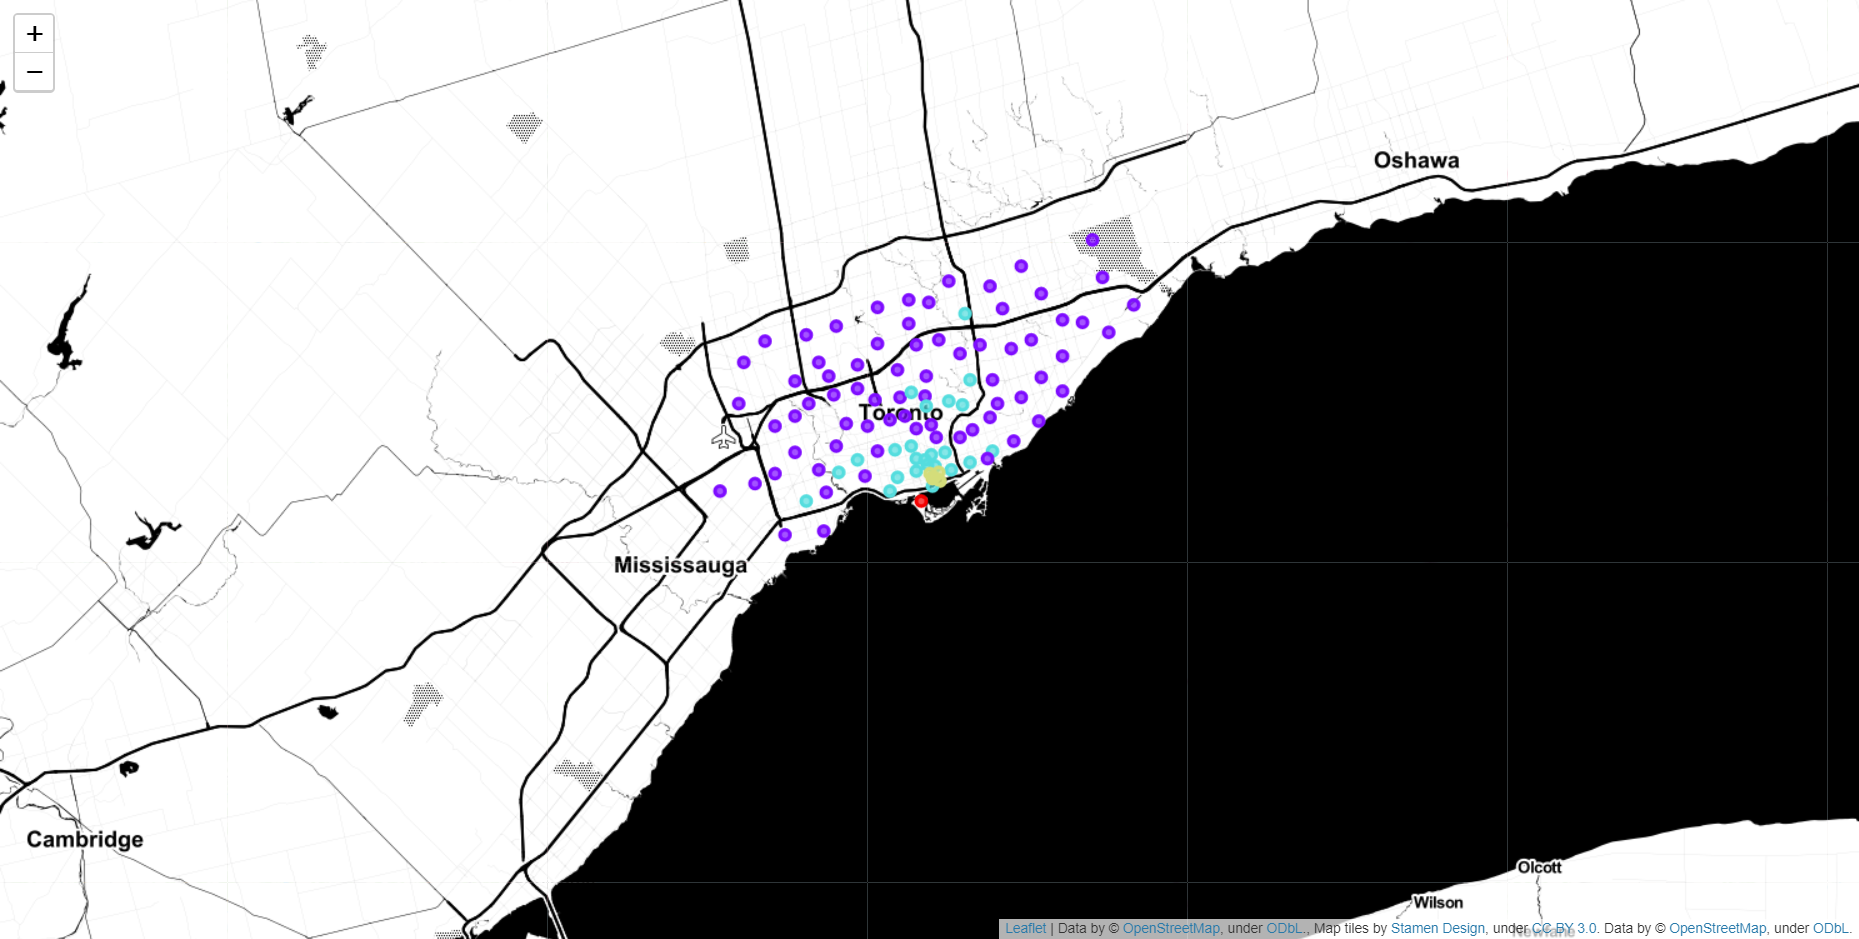 +
−
Oshawa
Toronto
Mississauga
Cambridge
Olcott
Wilson
Newfane
Leaflet | Data by © OpenStreetMap, under ODbL., Map tiles by Stamen Design, under CC BY 3.0. Data by © OpenStreetMap, under ODbL.